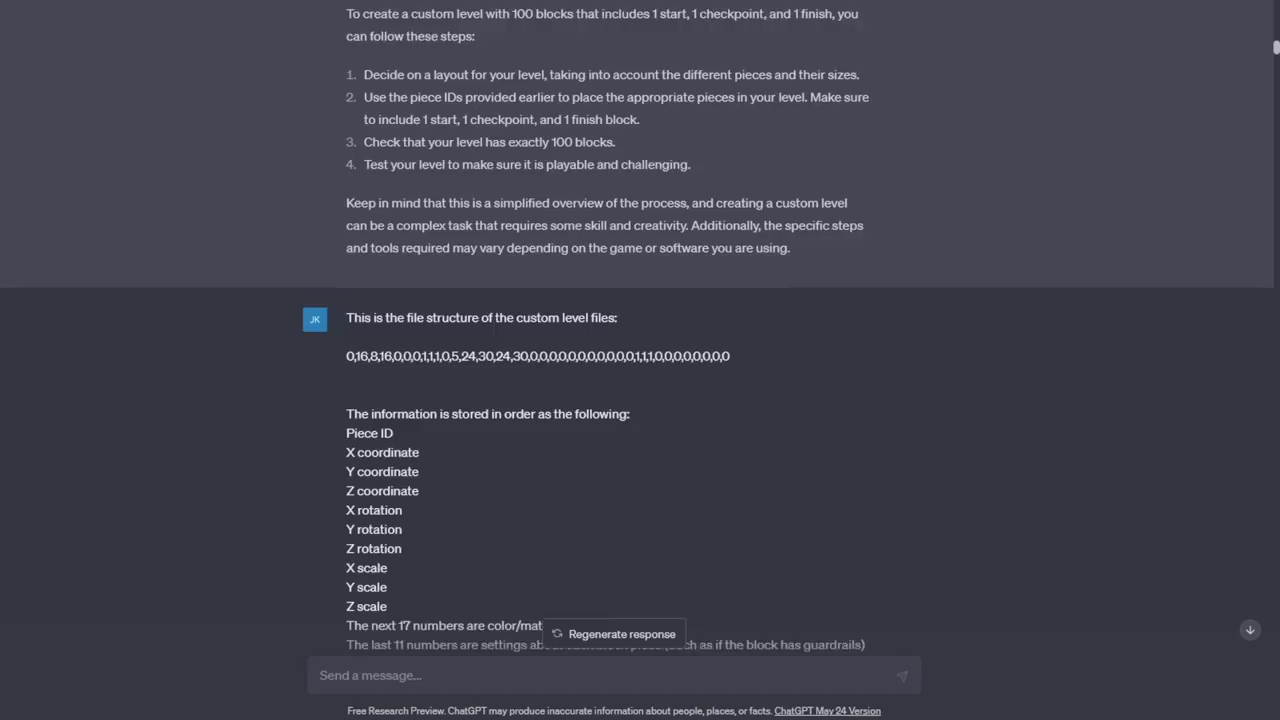 To create a custom level with 100 blocks that includes 1 start, 1 checkpoint, and 1 finish, you
can follow these steps:
1. Decide on a layout for your level, taking into account the different pieces and their sizes.
2. Use the piece IDs provided earlier to place the appropriate pieces in your level. Make sure
to include 1 start, 1 checkpoint, and 1 finish block.
3. Check that your level has exactly 100 blocks.
4. Test your level to make sure it is playable and challenging.
Keep in mind that this is a simplified overview of the process, and creating a custom level
can be a complex task that requires some skill and creativity. Additionally, the specific steps
and tools required may vary depending on the game or software you are using.
JK
This is the file structure of the custom level files:
0,16,8,16,0,0,0,1,1,1,0,5,24,30,24,30,0,0,0,0,0,0,0,0,0,0,0,1,1,1,0,0,0,0,0,0,0,0
The information is stored in order as the following:
Piece ID
X coordinate
Y coordinate
Z coordinate
X rotation
Y rotation
Z rotation
X scale
Y scale
Z scale
The next 17 numbers are color/mat
Regenerate response
The last 11 numbers are settings (such as if the block has guardrails)
Send a message...
Free Research Preview. ChatGPT may produce inaccurate information about people, places, or facts. ChatGPT May 24 Version